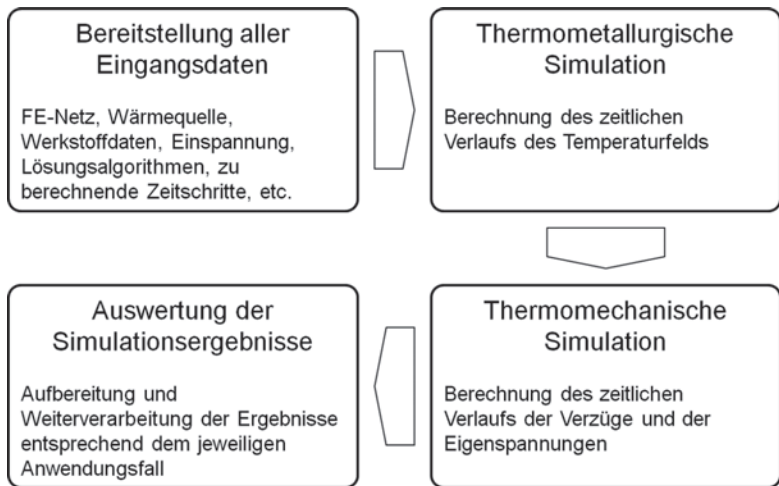 Bereitstellung aller
Eingangsdaten
FE-Netz, Wärmequelle,
Werkstoffdaten, Einspannung,
Lösungsalgorithmen, zu
berechnende Zeitschritte, etc.
Thermometallurgische
Simulation
Berechnung des zeitlichen
Verlaufs des Temperaturfelds
Thermomechanische
Simulation
Berechnung des zeitlichen
Verlaufs der Verzüge und der
Eigenspannungen
Auswertung der
Simulationsergebnisse
Aufbereitung und
Weiterverarbeitung der Ergebnisse
entsprechend dem jeweiligen
Anwendungsfall